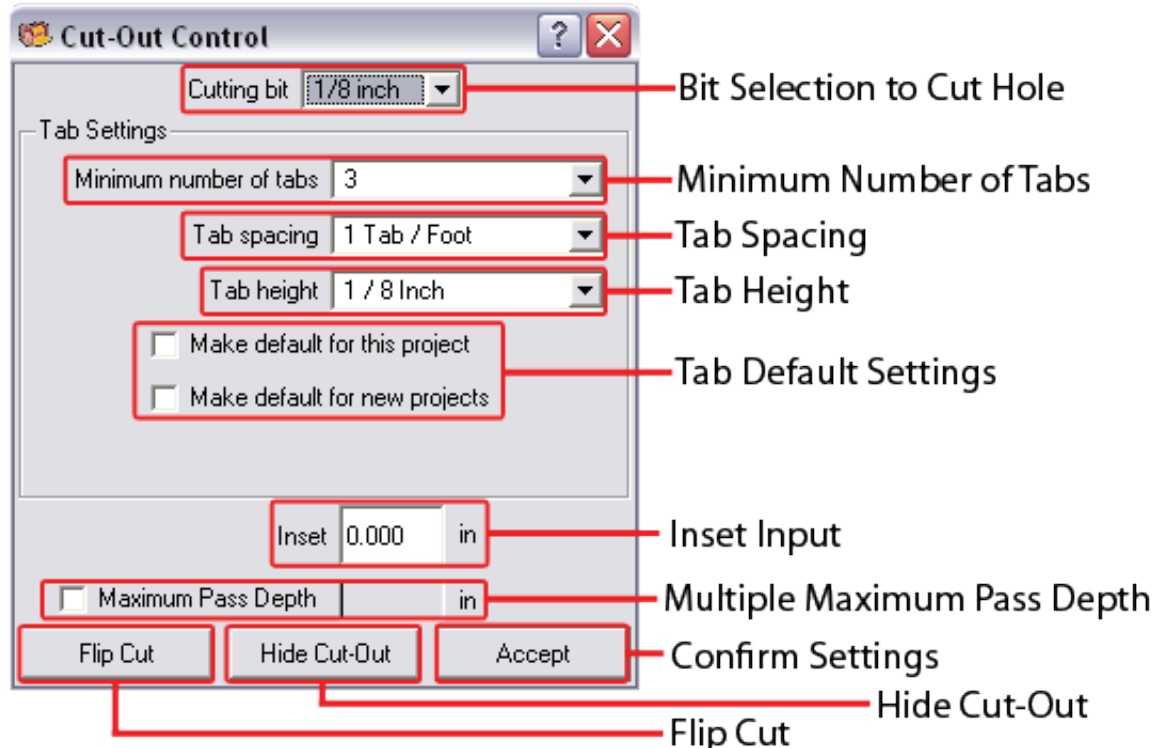 Cut-Out Control
Cutting bit 1/8 inch
Bit Selection to Cut Hole
Tab Settings
Minimum number of tabs 3
Minimum Number of Tabs
Tab spacing 1 Tab / Foot
Tab Spacing
Tab height 1 / 8 Inch
Tab Height
Make default for this project
Make default for new projects
Tab Default Settings
Inset 0.000 in
Inset Input
Maximum Pass Depth in
Multiple Maximum Pass Depth
Flip Cut Hide Cut-Out Accept
Confirm Settings
Hide Cut-Out
Flip Cut